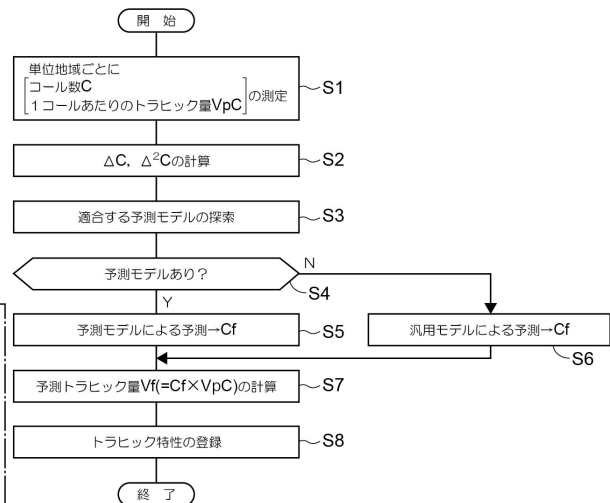 開 始
単位地域ごとに
コール数C
1コールあたりのトラヒック量VpC
の測定
S1
△C, △²Cの計算
S2
適合する予測モデルの探索
S3
予測モデルあり?
N
S4
Y
予測モデルによる予測→Cf
S5
汎用モデルによる予測→Cf
S6
予測トラヒック量Vf(=Cf×VpC)の計算
S7
トラヒック特性の登録
S8
終 了